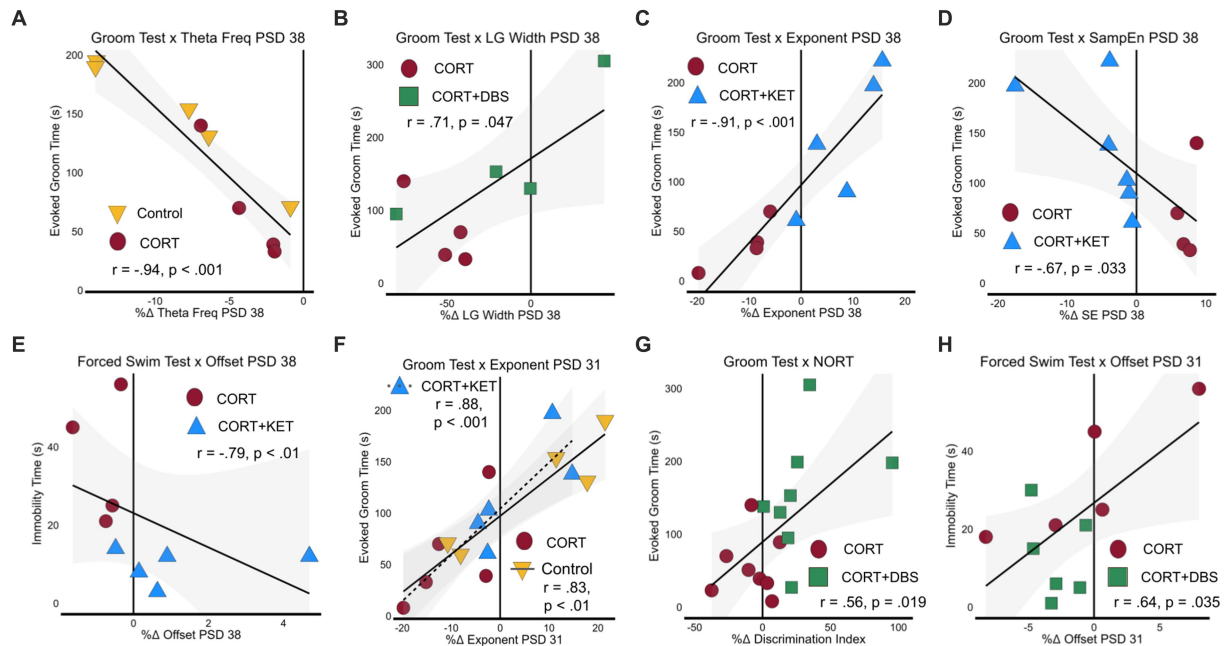 A
Groom Test x Theta Freq PSD 38
Evoked Groom Time (s)
200
150
100
50
0
Control
CORT
r = -.94, p < .001
-10
-5
0
%Δ Theta Freq PSD 38
B
Groom Test x LG Width PSD 38
Evoked Groom Time (s)
300
200
100
0
CORT
CORT+DBS
r = .71, p = .047
-50
0
%Δ LG Width PSD 38
C
Groom Test x Exponent PSD 38
Evoked Groom Time (s)
200
150
100
50
0
CORT
CORT+KET
r = -.91, p < .001
-20
-10
0
10
20
%Δ Exponent PSD 38
D
Groom Test x SampEn PSD 38
Evoked Groom Time (s)
200
150
100
50
0
CORT
CORT+KET
r = -.67, p = .033
-20
-10
0
10
%Δ SE PSD 38
E
Forced Swim Test x Offset PSD 38
Immobility Time (s)
40
20
0
CORT
CORT+KET
r = -.79, p < .01
0
2
4
%Δ Offset PSD 38
F
Groom Test x Exponent PSD 31
Evoked Groom Time (s)
200
150
100
50
0
CORT+KET
r = .88,
p < .001
CORT
Control
r = .83,
p < .01
-20
-10
0
10
20
%Δ Exponent PSD 31
G
Groom Test x NORT
Evoked Groom Time (s)
300
200
100
0
CORT
CORT+DBS
r = .56, p = .019
-50
0
50
100
%Δ Discrimination Index
H
Forced Swim Test x Offset PSD 31
Immobility Time (s)
40
20
0
CORT
CORT+DBS
r = .64, p = .035
-5
0
5
%Δ Offset PSD 31